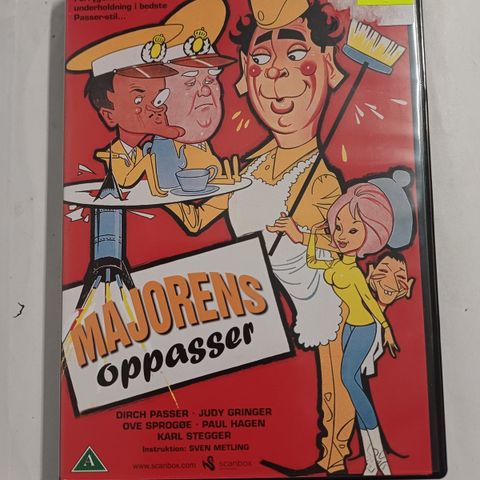 underholdning i bedste
Passer-stil...
MAJORENS
oppasser
DIRCH PASSER · JUDY GRINGER
OVE SPROGØE · PAUL HAGEN
KARL STEGGER
Instruktion: SVEN METLING
A
www.scanbox.com
scanbox